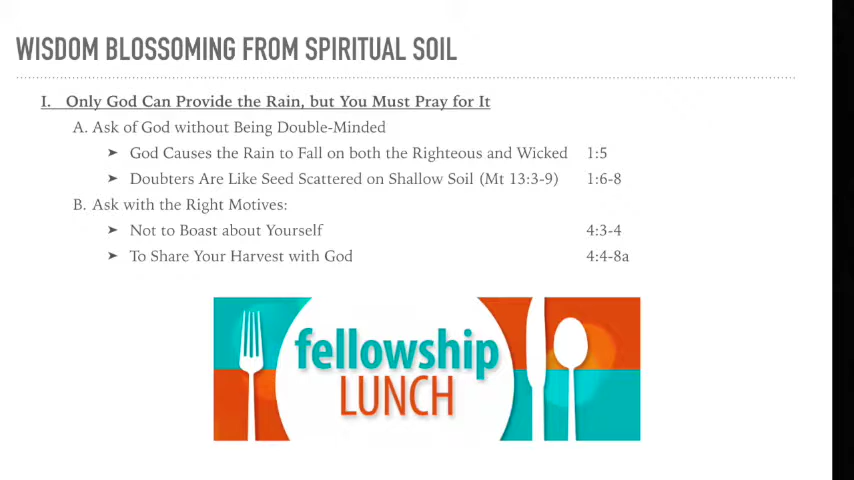 WISDOM BLOSSOMING FROM SPIRITUAL SOIL
I. Only God Can Provide the Rain, but You Must Pray for It
A. Ask of God without Being Double-Minded
➤ God Causes the Rain to Fall on both the Righteous and Wicked 1:5
➤ Doubters Are Like Seed Scattered on Shallow Soil (Mt 13:3-9) 1:6-8
B. Ask with the Right Motives:
➤ Not to Boast about Yourself 4:3-4
➤ To Share Your Harvest with God 4:4-8a
fellowship
LUNCH